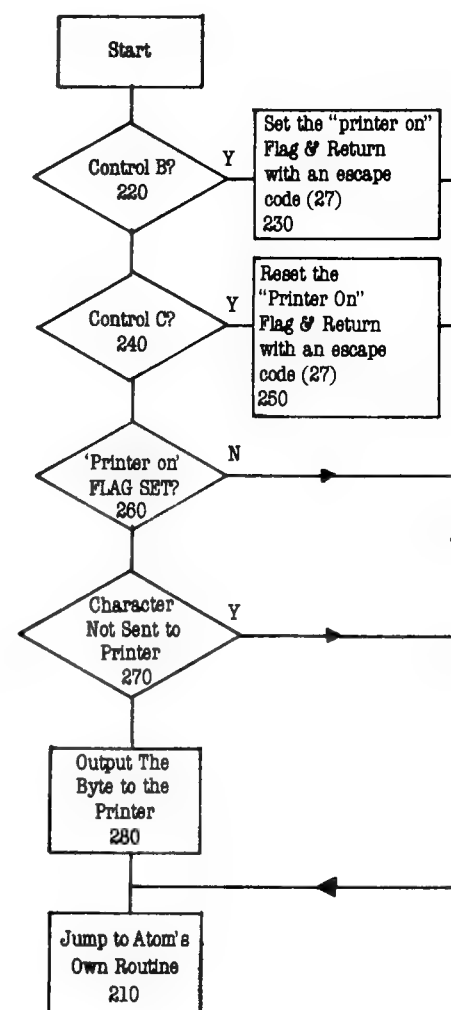 Start
Control B?
220
Y
Set the "printer on"
Flag & Return
with an escape
code (27)
230
Control C?
240
Y
Reset the
"Printer On"
Flag & Return
with an escape
code (27)
250
'Printer on'
FLAG SET?
260
N
Character
Not Sent to
Printer
270
Y
Output The
Byte to the
Printer
280
Jump to Atom's
Own Routine
210